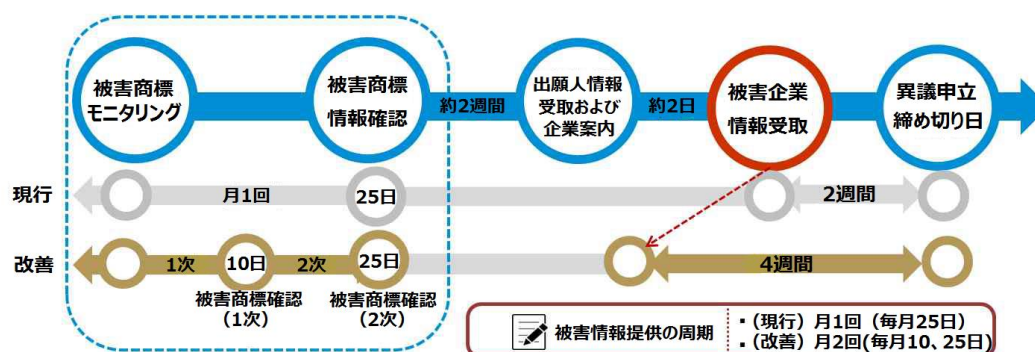 被害商標
モニタリング
被害商標
情報確認
約2週間
出願人情報
受取および
企業案内
約2日
被害企業
情報受取
異議申立
締め切り日
現行
月1回
25日
2週間
改善
1次
10日
2次
25日
4週間
被害商標確認
(1次)
被害商標確認
(2次)
被害情報提供の周期
▪ (現行) 月1回 (毎月25日)
▪ (改善) 月2回(毎月10、25日)